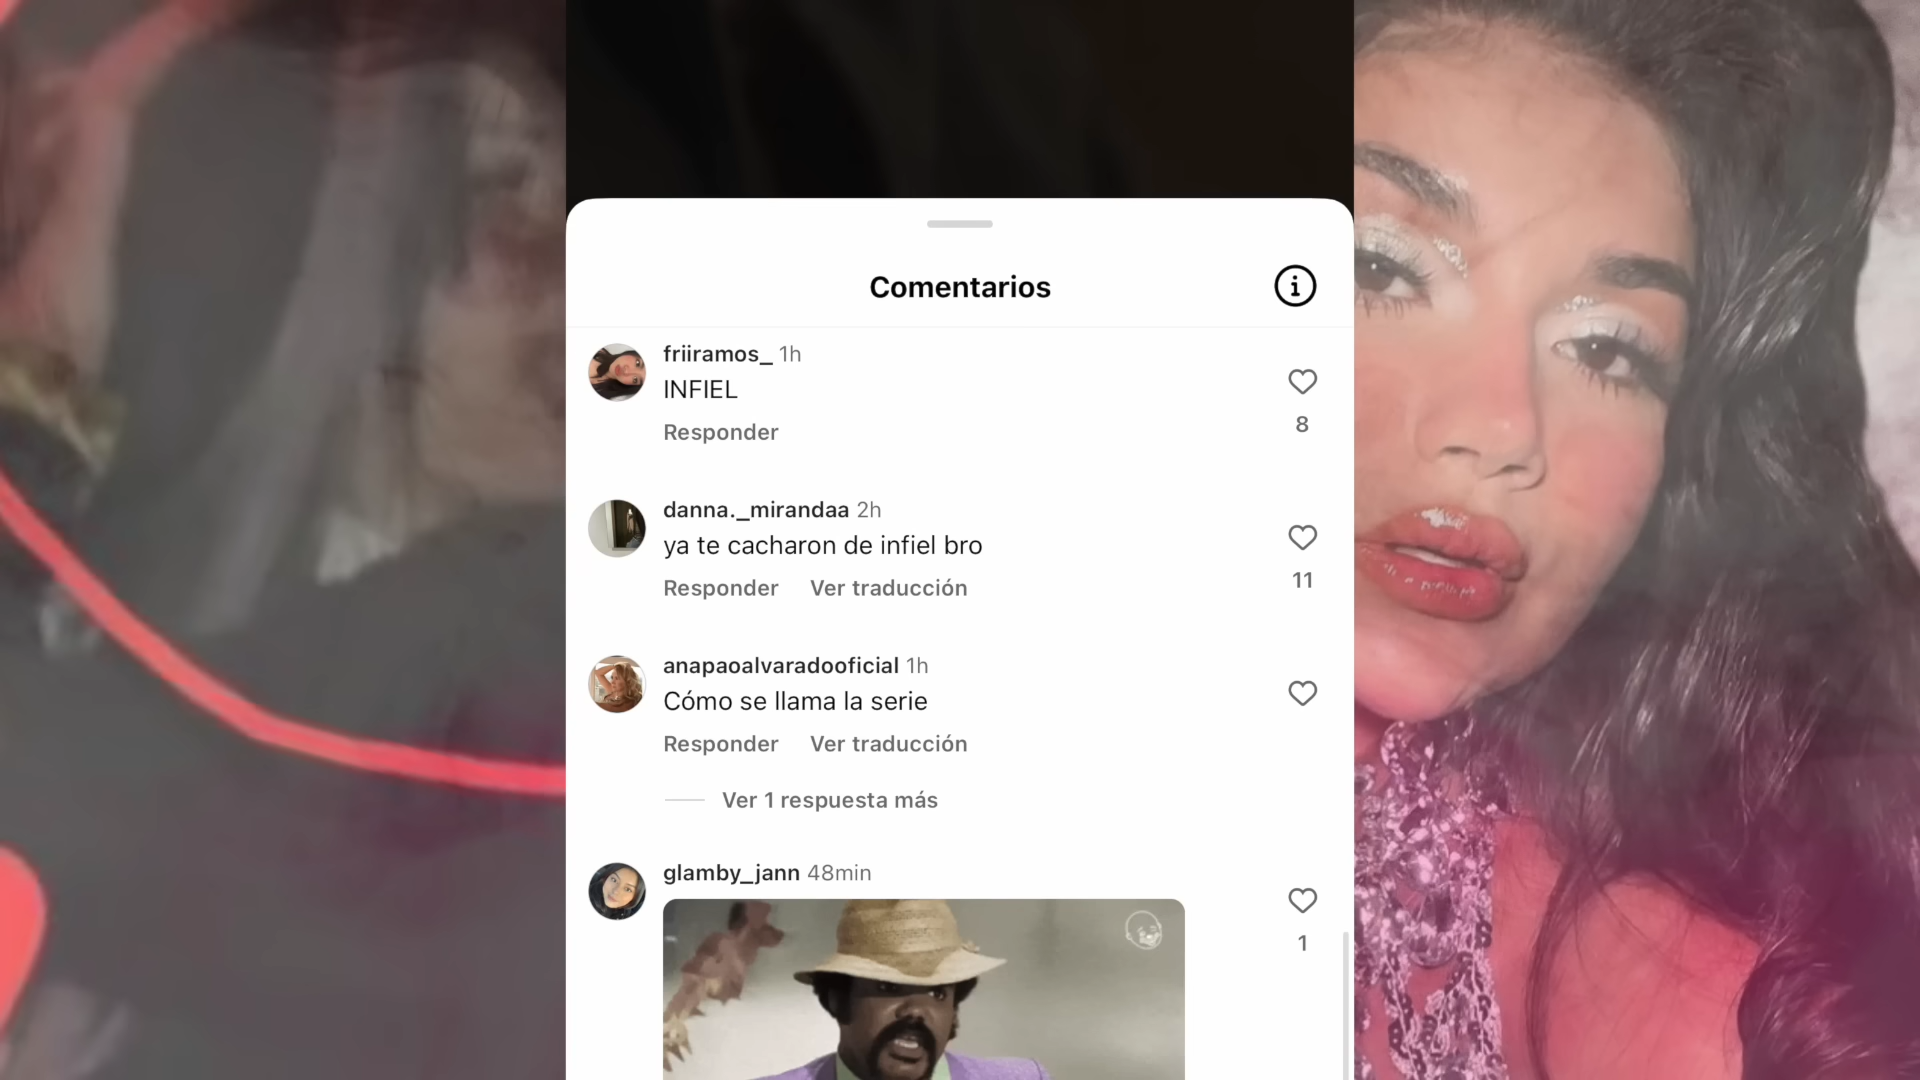 Comentarios
friiramos_ 1h
INFIEL
8
Responder
danna._mirandaa 2h
ya te cacharon de infiel bro
11
Responder Ver traducción
anapaoalvaradooficial 1h
Cómo se llama la serie
Responder Ver traducción
Ver 1 respuesta más
glamby_jann 48min
1